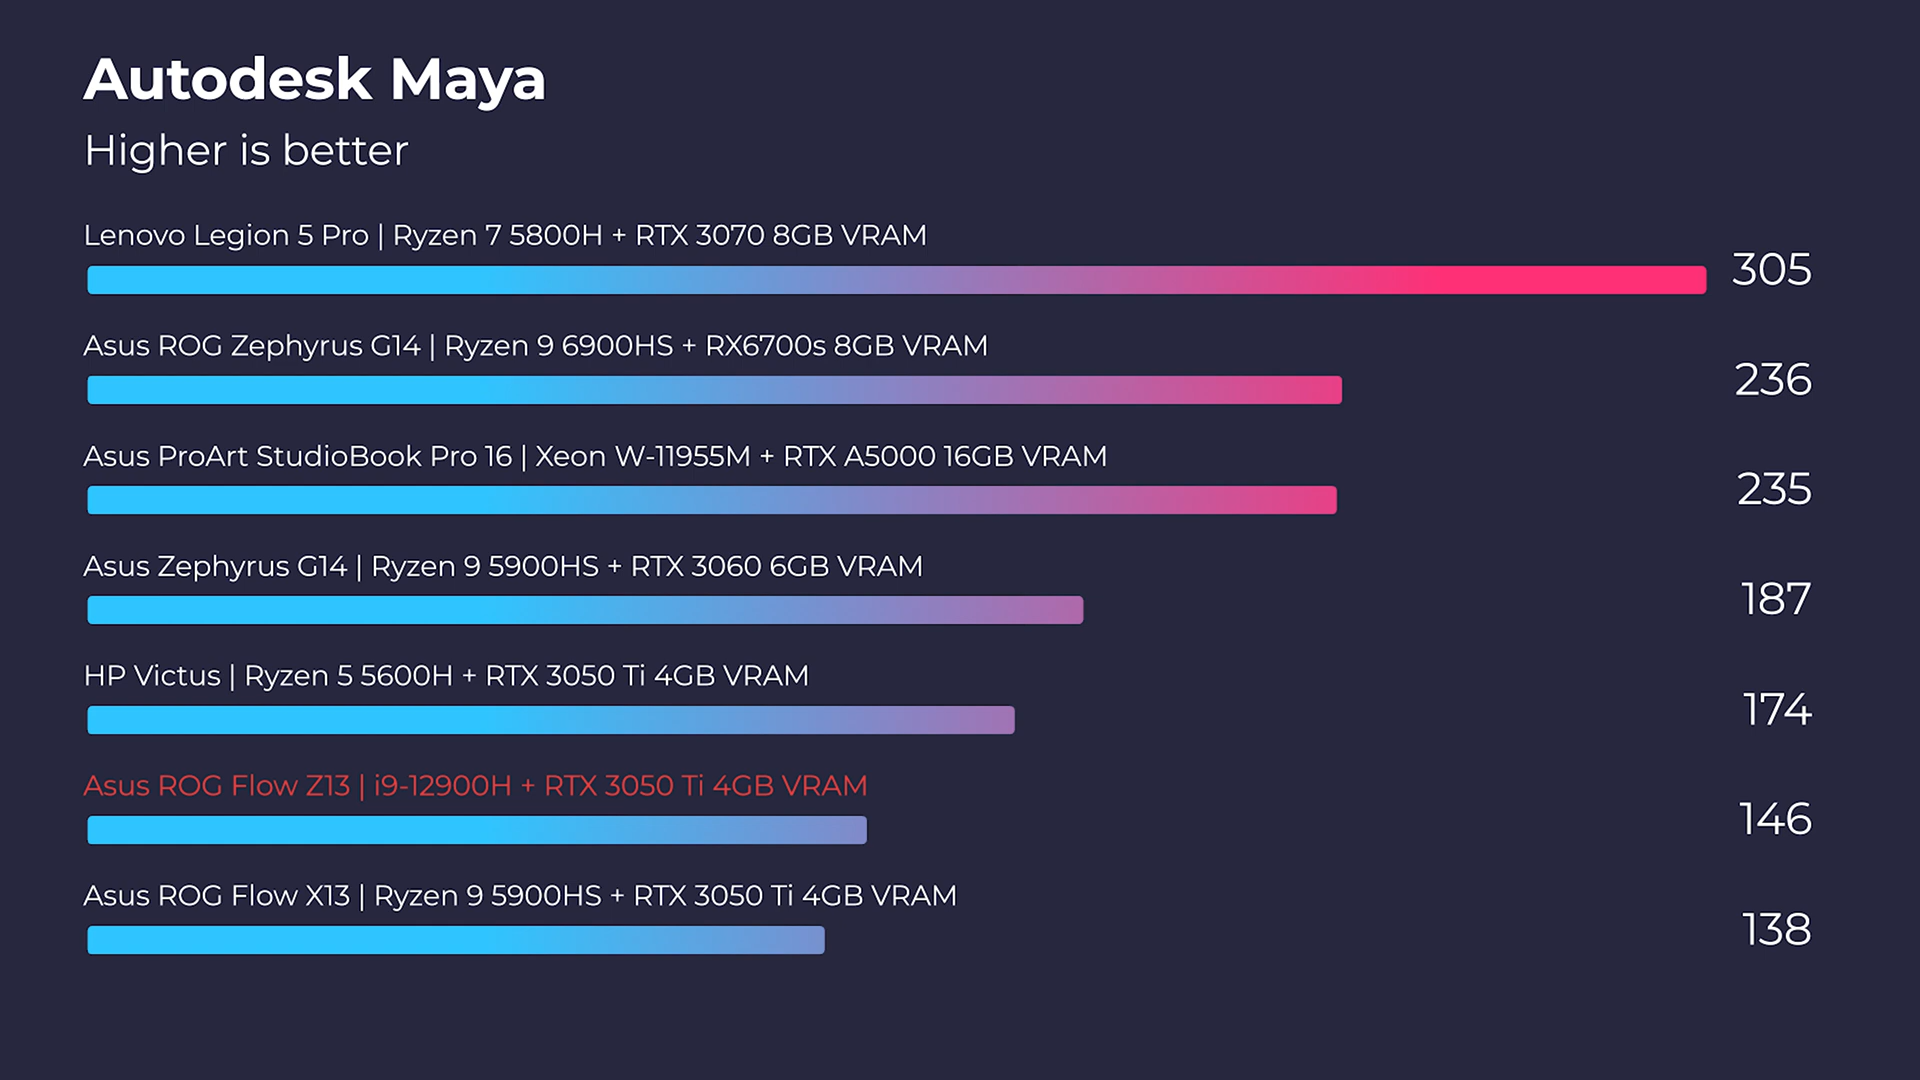 Autodesk Maya
Higher is better
Lenovo Legion 5 Pro | Ryzen 7 5800H + RTX 3070 8GB VRAM
305
Asus ROG Zephyrus G14 | Ryzen 9 6900HS + RX6700s 8GB VRAM
236
Asus ProArt StudioBook Pro 16 | Xeon W-11955M + RTX A5000 16GB VRAM
235
Asus Zephyrus G14 | Ryzen 9 5900HS + RTX 3060 6GB VRAM
187
HP Victus | Ryzen 5 5600H + RTX 3050 Ti 4GB VRAM
174
Asus ROG Flow Z13 | i9-12900H + RTX 3050 Ti 4GB VRAM
146
Asus ROG Flow X13 | Ryzen 9 5900HS + RTX 3050 Ti 4GB VRAM
138